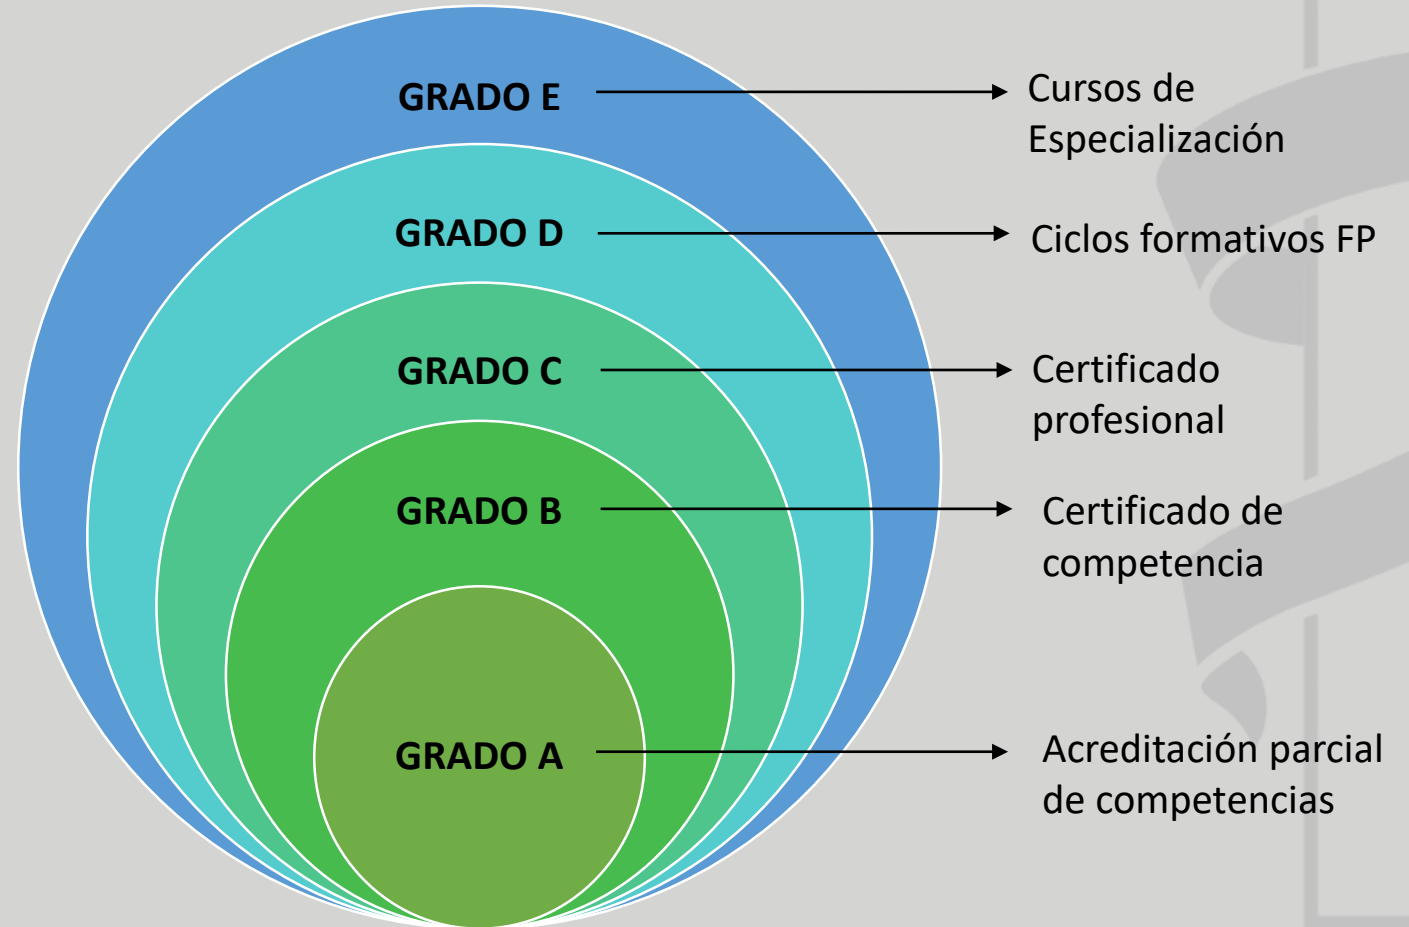 GRADO E
Cursos de
Especialización
GRADO D
Ciclos formativos FP
GRADO C
Certificado
profesional
GRADO B
Certificado de
competencia
GRADO A
Acreditación parcial
de competencias